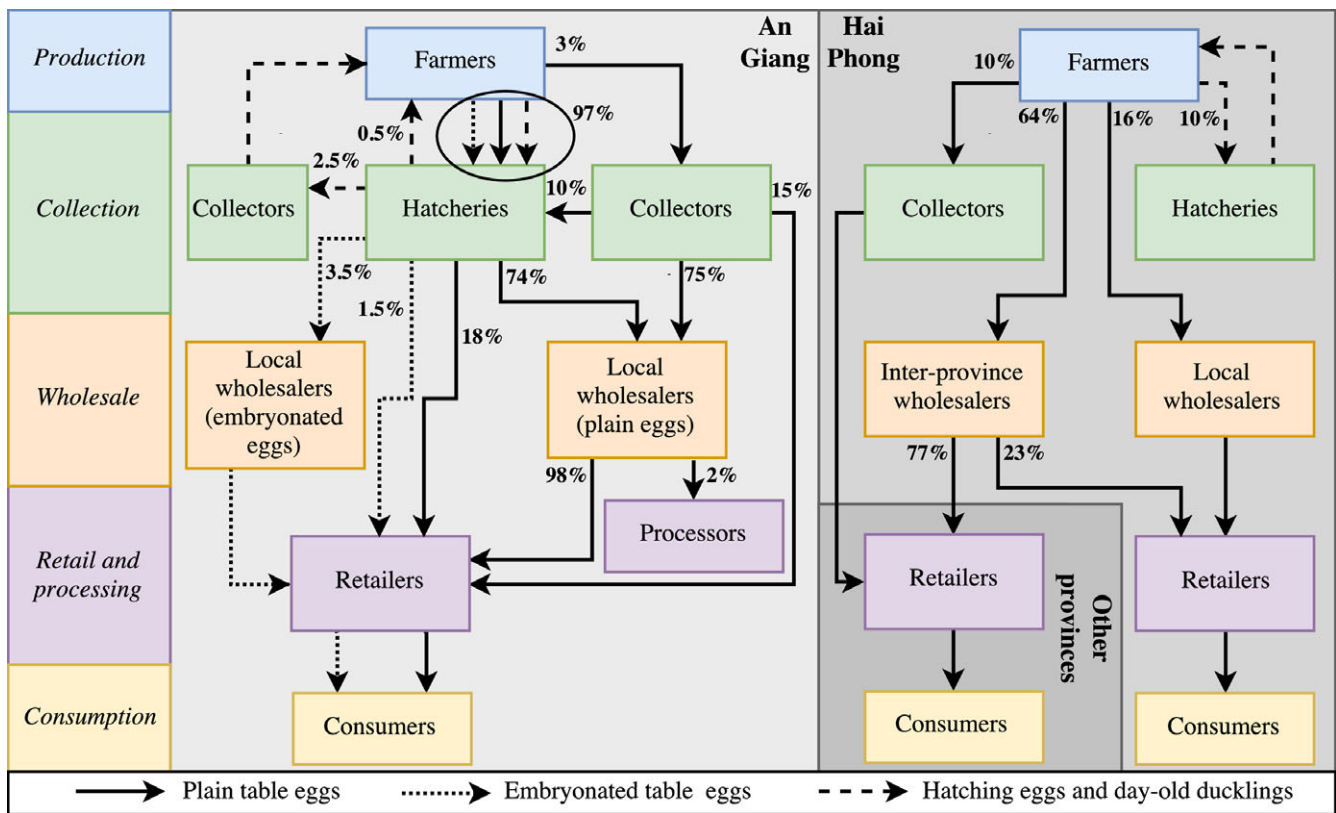 Production
Collection
Wholesale
Retail and
processing
Consumption
An
Giang
Farmers
3%
97%
0.5%
2.5%
Collectors
Hatcheries
10%
Collectors
15%
3.5%
1.5%
18%
74%
75%
Local
wholesalers
(embryonated
eggs)
Local
wholesalers
(plain eggs)
98%
2%
Processors
Retailers
Consumers
Hai
Phong
10%
Farmers
64%
16%
10%
Collectors
Hatcheries
Inter-province
wholesalers
Local
wholesalers
77%
23%
Retailers
Other
provinces
Retailers
Consumers
Consumers
Plain table eggs
Embryonated table eggs
Hatching eggs and day-old ducklings